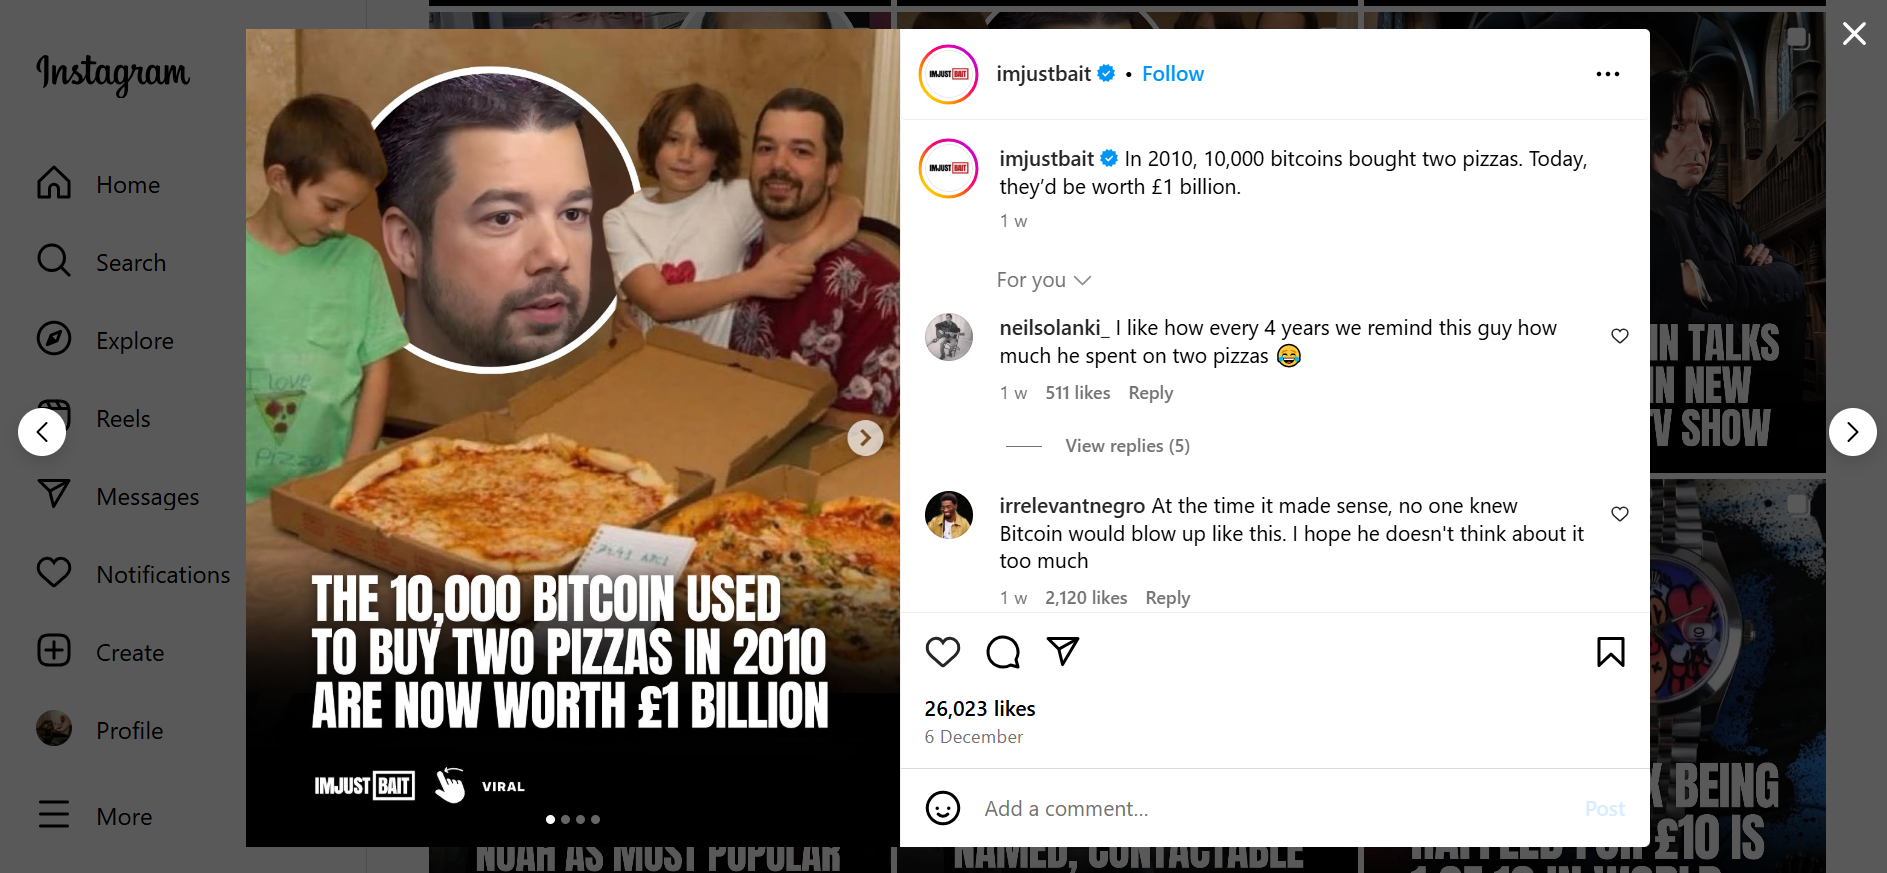 Instagram
Home
Search
Explore
Reels
Messages
Notifications
Create
Profile
More
I love
Pizza
THE 10,000 BITCOIN USED
TO BUY TWO PIZZAS IN 2010
ARE NOW WORTH £1 BILLION
IMJUST BAIT
VIRAL
IMJUST BAIT
imjustbait • Follow
IMJUST BAIT
imjustbait In 2010, 10,000 bitcoins bought two pizzas. Today,
they’d be worth £1 billion.
1 w
For you
neilsolanki_ I like how every 4 years we remind this guy how
much he spent on two pizzas 😂
1 w 511 likes Reply
View replies (5)
irrelevantnegro At the time it made sense, no one knew
Bitcoin would blow up like this. I hope he doesn't think about it
too much
1 w 2,120 likes Reply
26,023 likes
6 December
Add a comment...
Post
IN TALKS
IN NEW
TV SHOW
BEING
£10 IS
NOAH AS MOST POPULAR
NAMED, CONTACTABLE